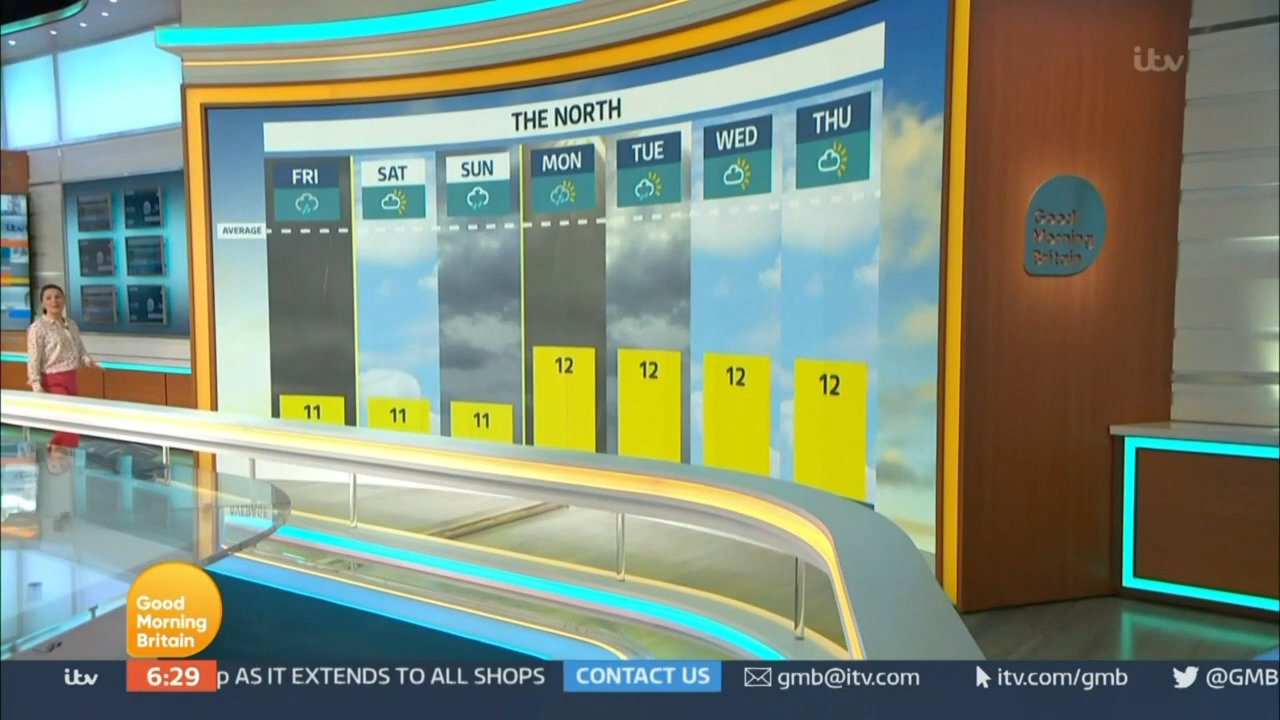 itv
THE NORTH
FRI
SAT
SUN
MON
TUE
WED
THU
AVERAGE
11
11
11
12
12
12
12
Good
Morning
Britain
Good
Morning
Britain
itv
6:29
p AS IT EXTENDS TO ALL SHOPS
CONTACT US
gmb@itv.com
itv.com/gmb
@GMB